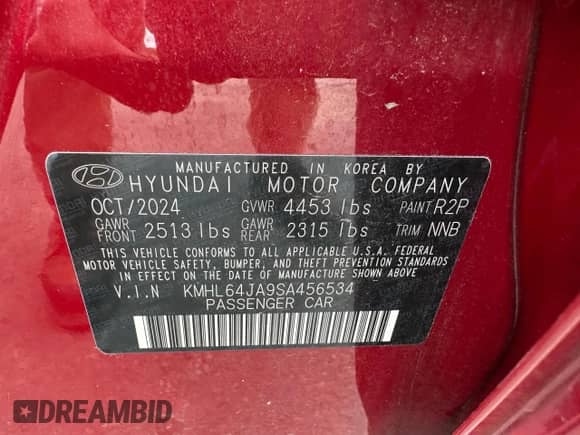 MANUFACTURED IN KOREA BY
HYUNDAI MOTOR COMPANY
OCT/2024 GVWR 4453 lbs PAINT R2P
GAWR FRONT 2513 lbs GAWR REAR 2315 lbs TRIM NNB
THIS VEHICLE CONFORMS TO ALL APPLICABLE U.S.A. FEDERAL
MOTOR VEHICLE SAFETY, BUMPER, AND THEFT PREVENTION STANDARDS
IN EFFECT ON THE DATE OF MANUFACTURE SHOWN ABOVE.
V.I.N KMHL64JA9SA456534
PASSENGER CAR
DREAMBID